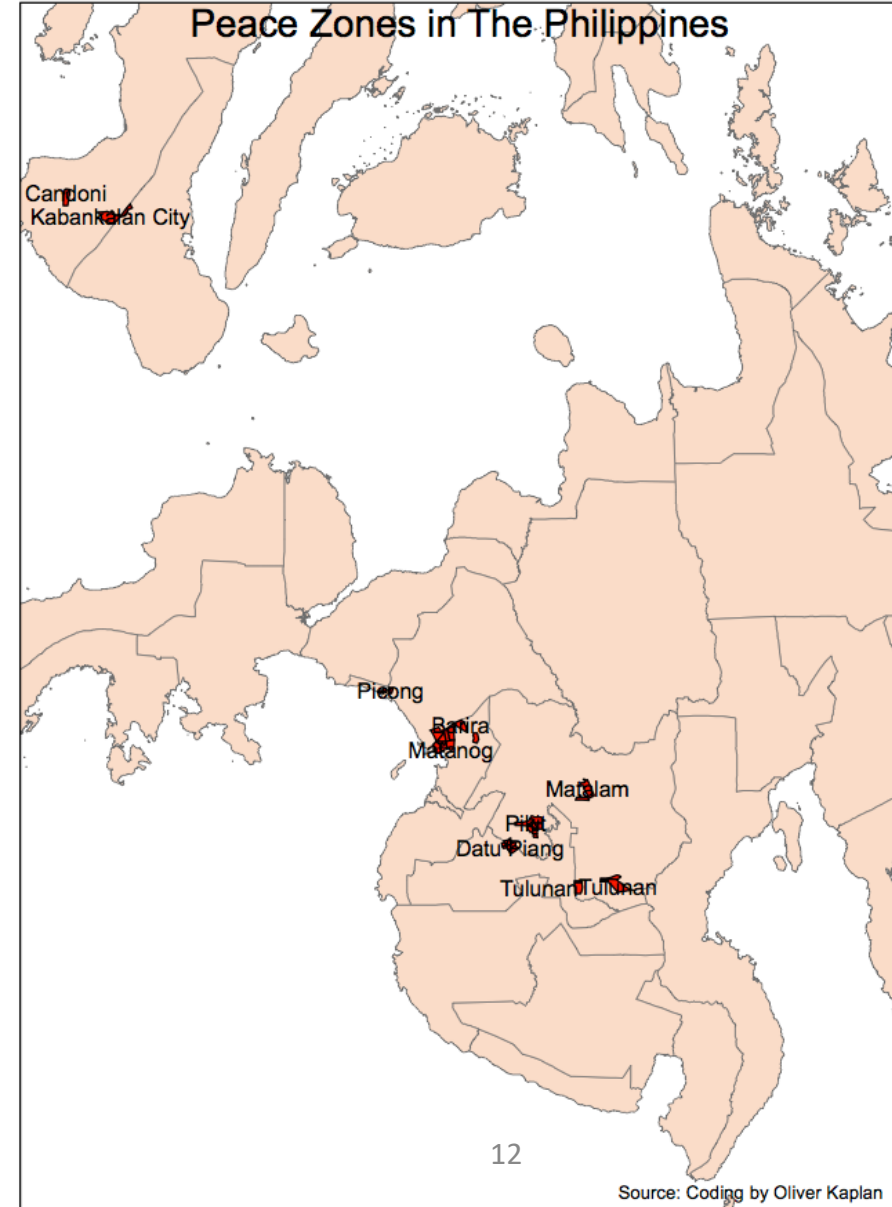 Peace Zones in The Philippines
Candoni
Kabankalan City
Picong
Barira
Matanog
Matalam
Pikit
Datu Piang
Tulunan Tulunan
12
Source: Coding by Oliver Kaplan